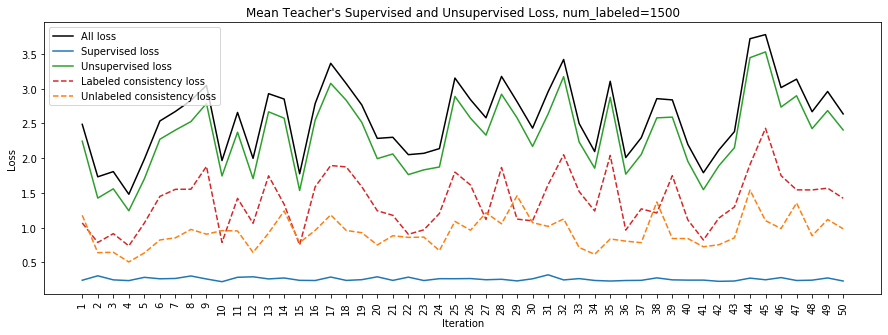 Mean Teacher's Supervised and Unsupervised Loss, num_labeled=1500
All loss
Supervised loss
Unsupervised loss
Labeled consistency loss
Unlabeled consistency loss
3.5
3.0
2.5
2.0
1.5
1.0
0.5
Loss
1 2 3 4 5 6 7 8 9 10 11 12 13 14 15 16 17 18 19 20 21 22 23 24 25 26 27 28 29 30 31 32 33 34 35 36 37 38 39 40 41 42 43 44 45 46 47 48 49 50
Iteration